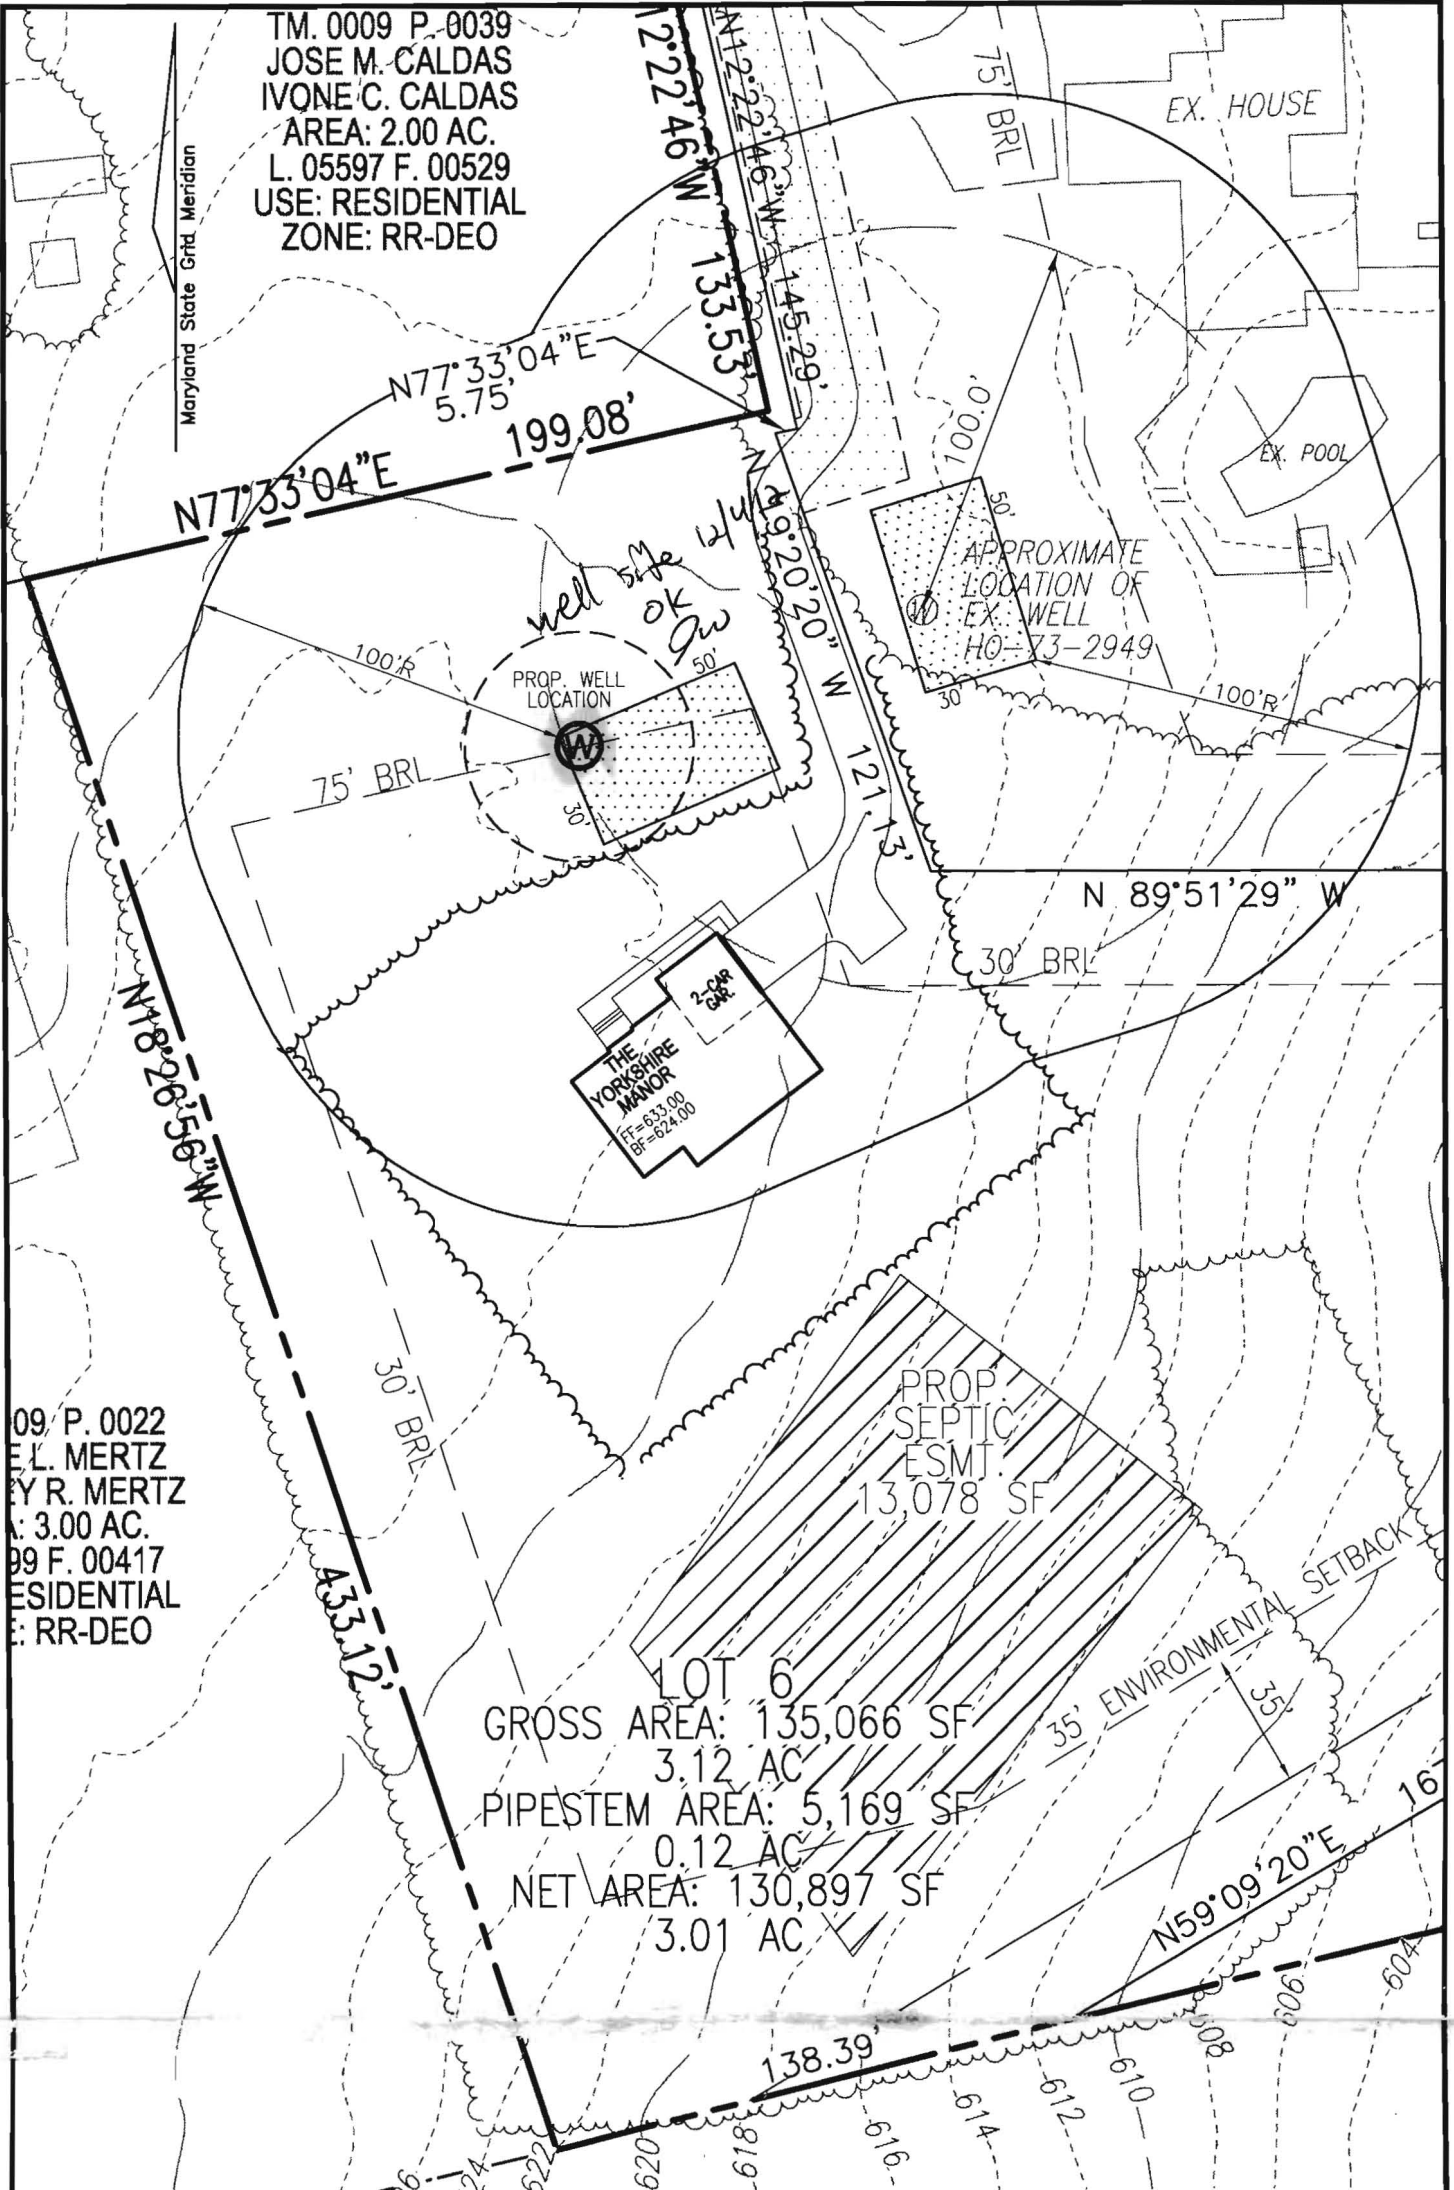 TM. 0009 P. 0039
JOSE M. CALDAS
IVONE C. CALDAS
AREA: 2.00 AC.
L. 05597 F. 00529
USE: RESIDENTIAL
ZONE: RR-DEO
Maryland State Grid Meridian
12°22'46"W 133.53'
N12°22'46"W 145.29'
75' BRL
EX. HOUSE
N77°33'04"E
5.75'
199.08'
N77°33'04"E
100.0'
EX. POOL
N 19°20'20" W 121.13'
50'
APPROXIMATE
LOCATION OF
EX. WELL
HO-73-2949
W
30'
100'R
well site
OK
100'R
50'
PROP. WELL
LOCATION
W
75' BRL
30'
N 89°51'29" W
30' BRL
2-CAR
GAR.
THE
YORKSHIRE
MANOR
FF=633.00
BF=624.00
N18°26'56"W
433.12'
30' BRL
PROP.
SEPTIC
ESMT.
13,078 SF
09 P. 0022
E L. MERTZ
EY R. MERTZ
: 3.00 AC.
99 F. 00417
ESIDENTIAL
: RR-DEO
LOT 6
GROSS AREA: 135,066 SF
3.12 AC
PIPESTEM AREA: 5,169 SF
0.12 AC
NET AREA: 130,897 SF
3.01 AC
35' ENVIRONMENTAL SETBACK
35'
16
N59°09'20"E
138.39'
604
606
608
610
612
614
616
618
620
622
24